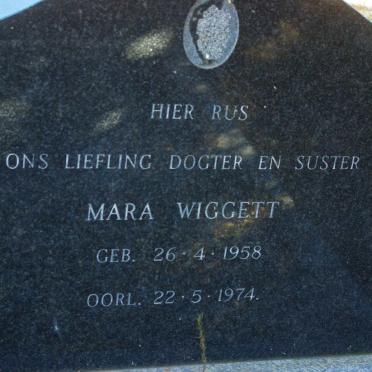 HIER RUS
ONS LIEFLING DOGTER EN SUSTER
MARA WIGGETT
GEB. 26·4·1958
OORL. 22·5·1974.